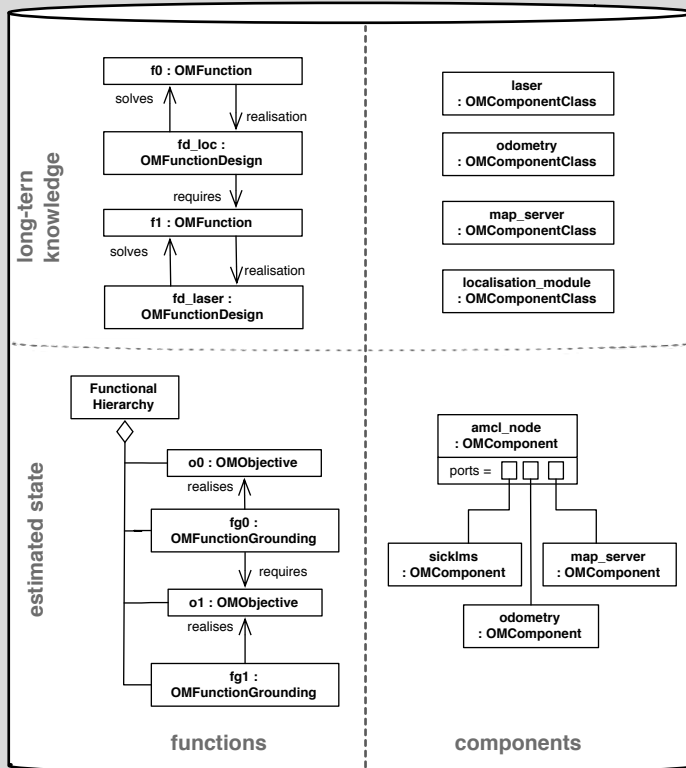 long-tern
knowledge
f0 : OMFunction
solves
realisation
fd_loc :
OMFunctionDesign
requires
f1 : OMFunction
solves
realisation
fd_laser :
OMFunctionDesign
laser
: OMComponentClass
odometry
: OMComponentClass
map_server
: OMComponentClass
localisation_module
: OMComponentClass
estimated state
Functional
Hierarchy
o0 : OMObjective
realises
fg0 :
OMFunctionGrounding
requires
o1 : OMObjective
realises
fg1 :
OMFunctionGrounding
amcl_node
: OMComponent
ports =
sicklms
: OMComponent
map_server
: OMComponent
odometry
: OMComponent
functions
components